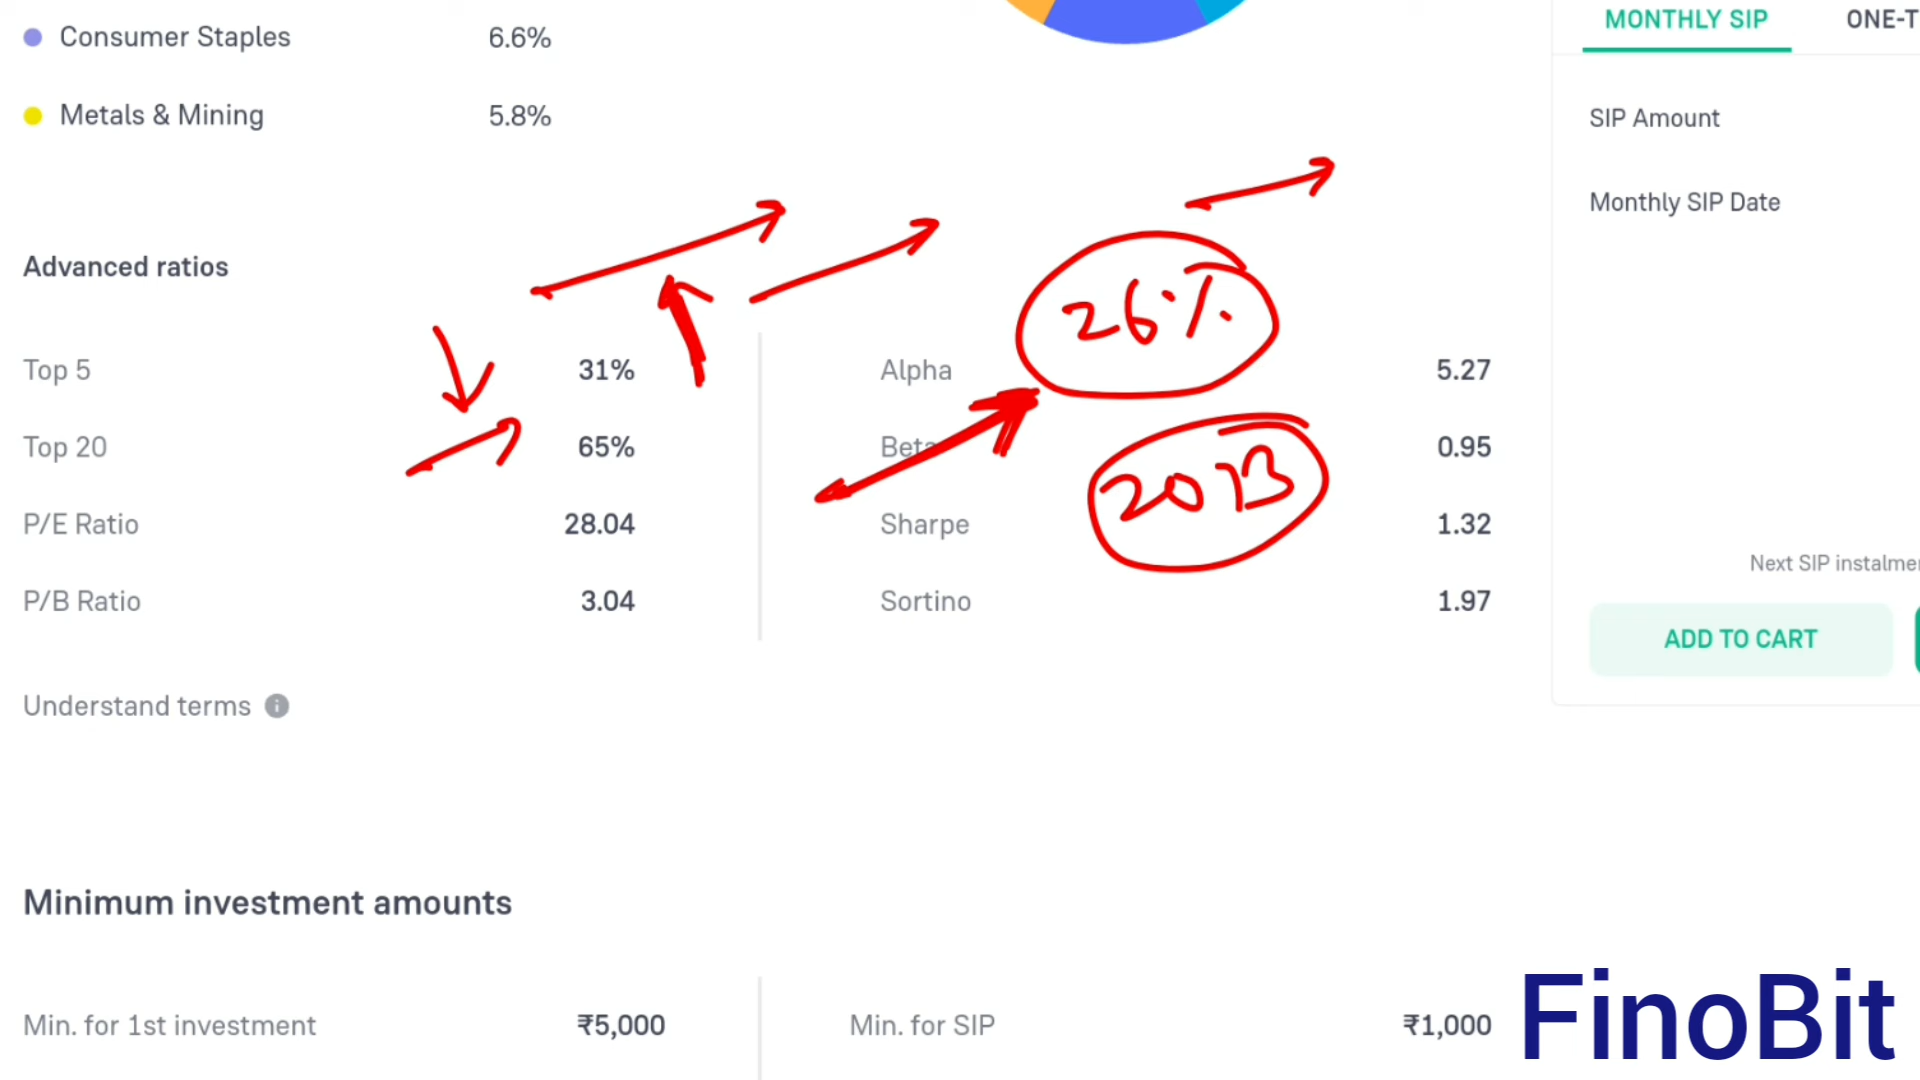 Consumer Staples 6.6%
Metals & Mining 5.8%
MONTHLY SIP ONE-T
SIP Amount
Monthly SIP Date
Advanced ratios
26%
Top 5 31% Alpha 5.27
Top 20 65% Beta 0.95
2013
P/E Ratio 28.04 Sharpe 1.32
P/B Ratio 3.04 Sortino 1.97
Next SIP instalme
ADD TO CART
Understand terms
Minimum investment amounts
Min. for 1st investment ₹5,000 Min. for SIP ₹1,000
FinoBit